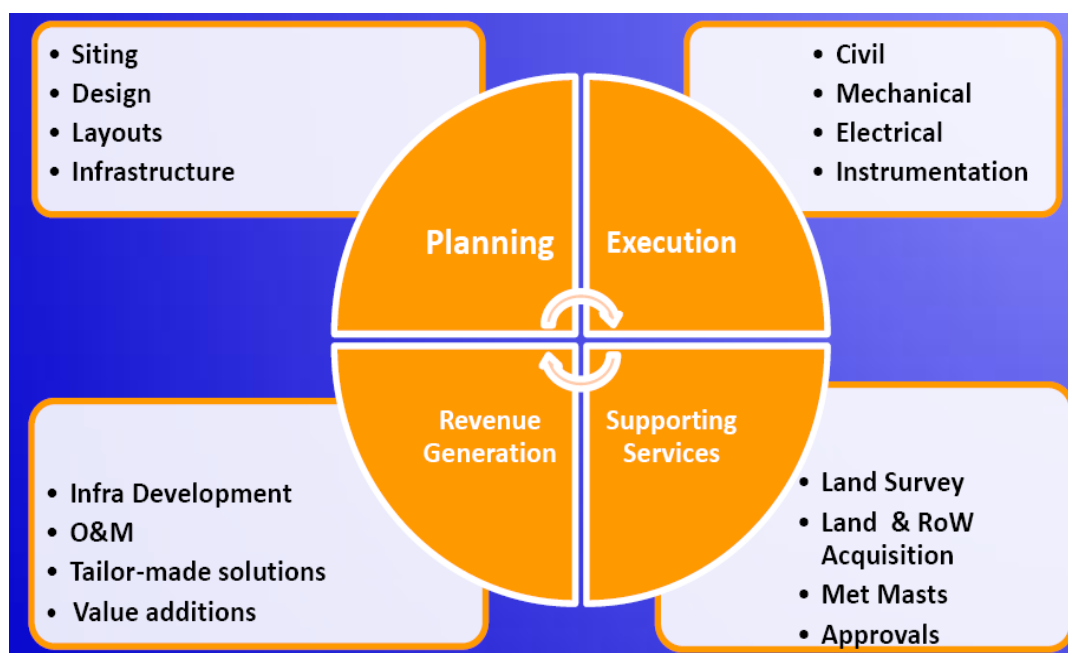 • Siting
• Design
• Layouts
• Infrastructure
• Civil
• Mechanical
• Electrical
• Instrumentation
Planning
Execution
Revenue
Generation
Supporting
Services
• Infra Development
• O&M
• Tailor-made solutions
• Value additions
• Land Survey
• Land & RoW
Acquisition
• Met Masts
• Approvals